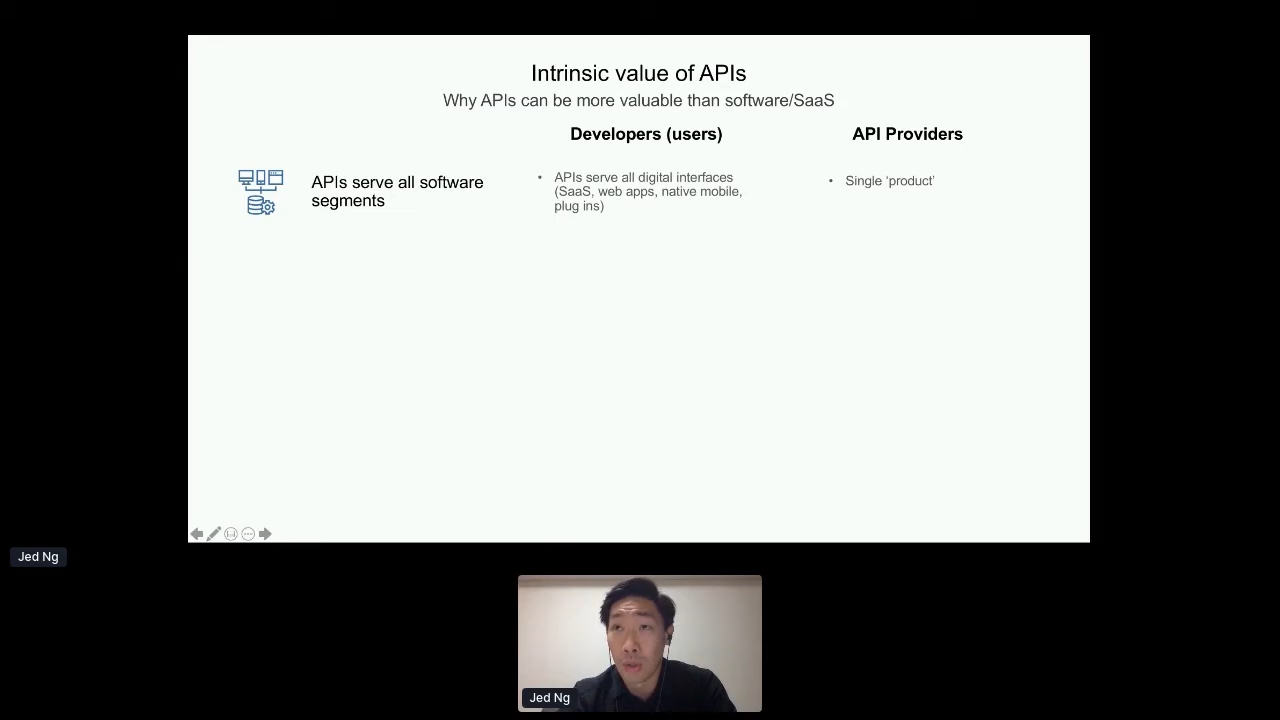 Intrinsic value of APIs
Why APIs can be more valuable than software/SaaS
Developers (users)
API Providers
APIs serve all software
segments
• APIs serve all digital interfaces
(SaaS, web apps, native mobile,
plug ins)
• Single ‘product’
Jed Ng
Jed Ng